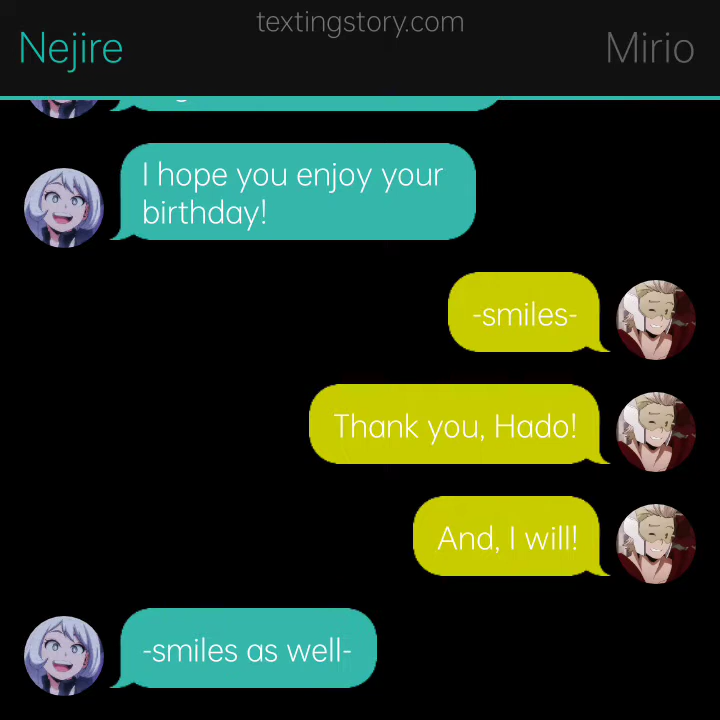 textingstory.com
Nejire
Mirio
I hope you enjoy your
birthday!
-smiles-
Thank you, Hado!
And, I will!
-smiles as well-